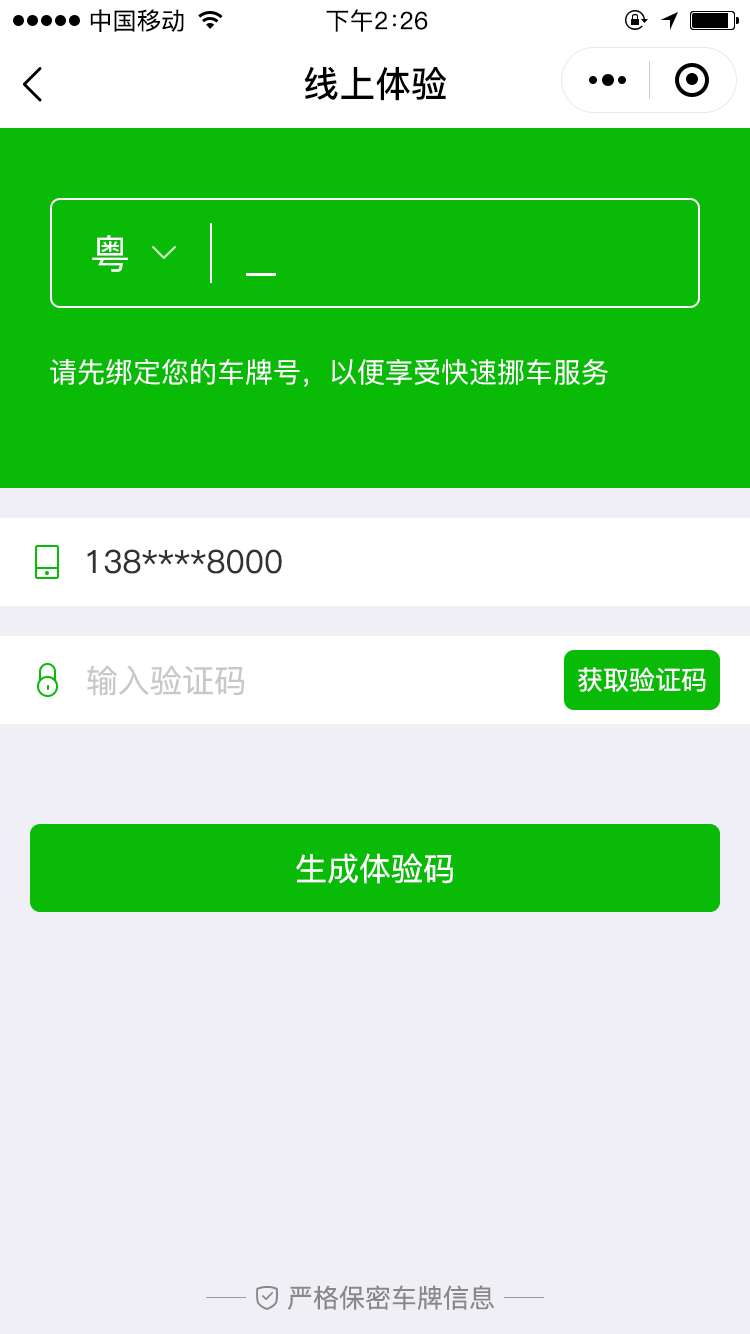 中国移动 下午2:26
线上体验
粤 _
请先绑定您的车牌号，以便享受快速挪车服务
138****8000
输入验证码 获取验证码
生成体验码
严格保密车牌信息